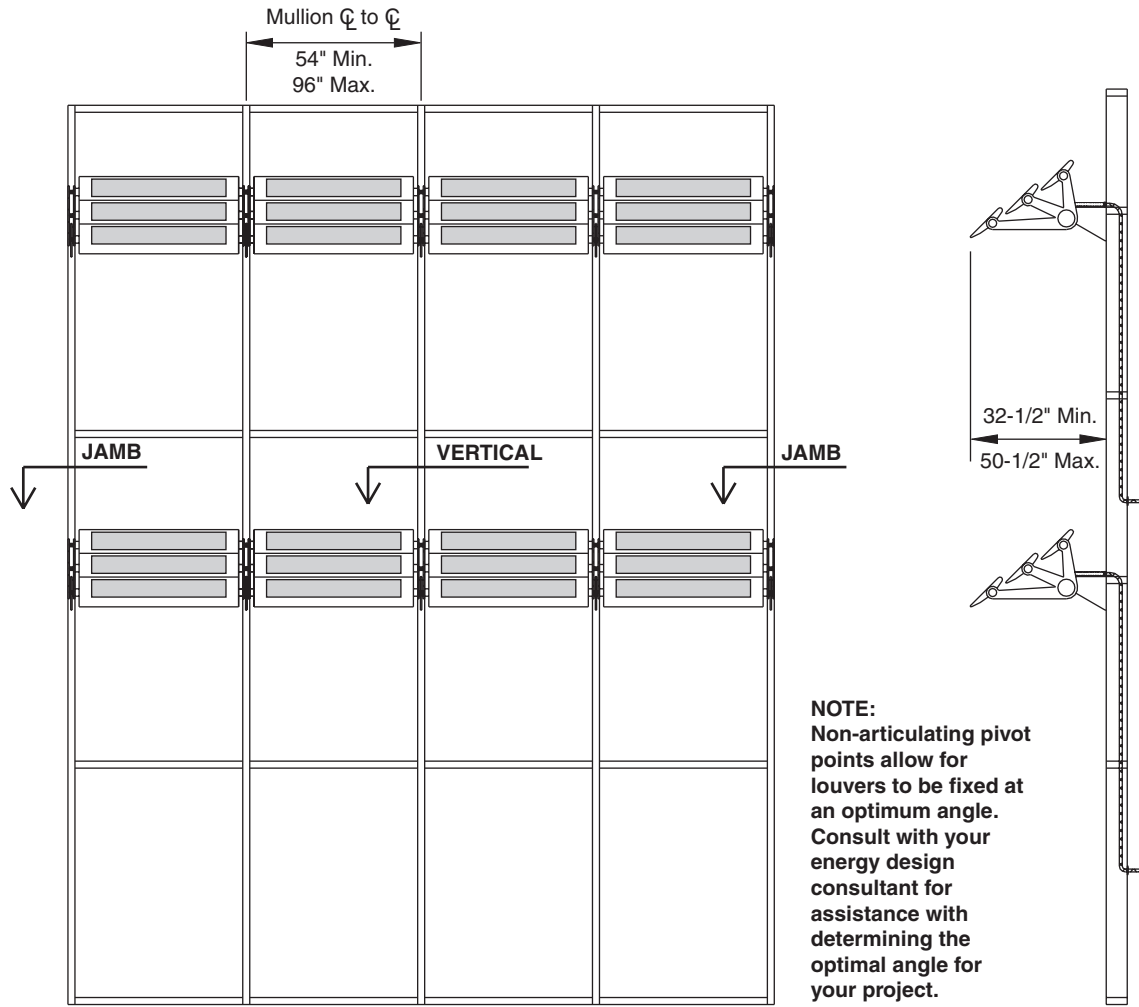 Mullion ℄ to ℄
54" Min.
96" Max.
32-1/2" Min.
50-1/2" Max.
JAMB
VERTICAL
JAMB
NOTE:
Non-articulating pivot
points allow for
louvers to be fixed at
an optimum angle.
Consult with your
energy design
consultant for
assistance with
determining the
optimal angle for
your project.